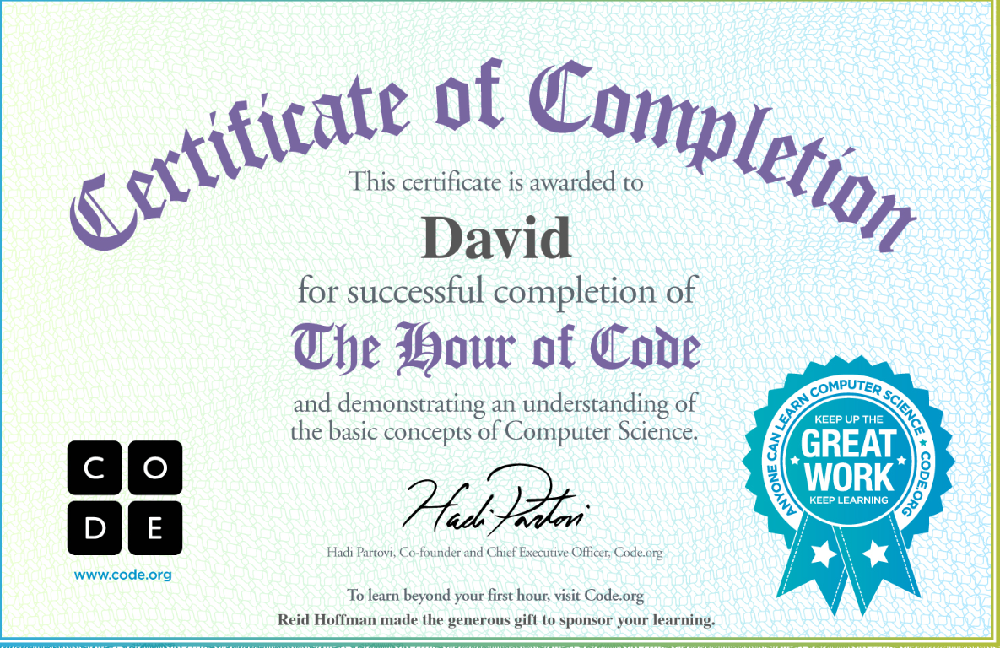 Certificate of Completion
This certificate is awarded to
David
for successful completion of
The Hour of Code
and demonstrating an understanding of
the basic concepts of Computer Science.
C O
D E
www.code.org
Hadi Partovi
Hadi Partovi, Co-founder and Chief Executive Officer, Code.org
ANYONE CAN LEARN COMPUTER SCIENCE ★ CODE.ORG
KEEP UP THE
GREAT
WORK
KEEP LEARNING
To learn beyond your first hour, visit Code.org
Reid Hoffman made the generous gift to sponsor your learning.